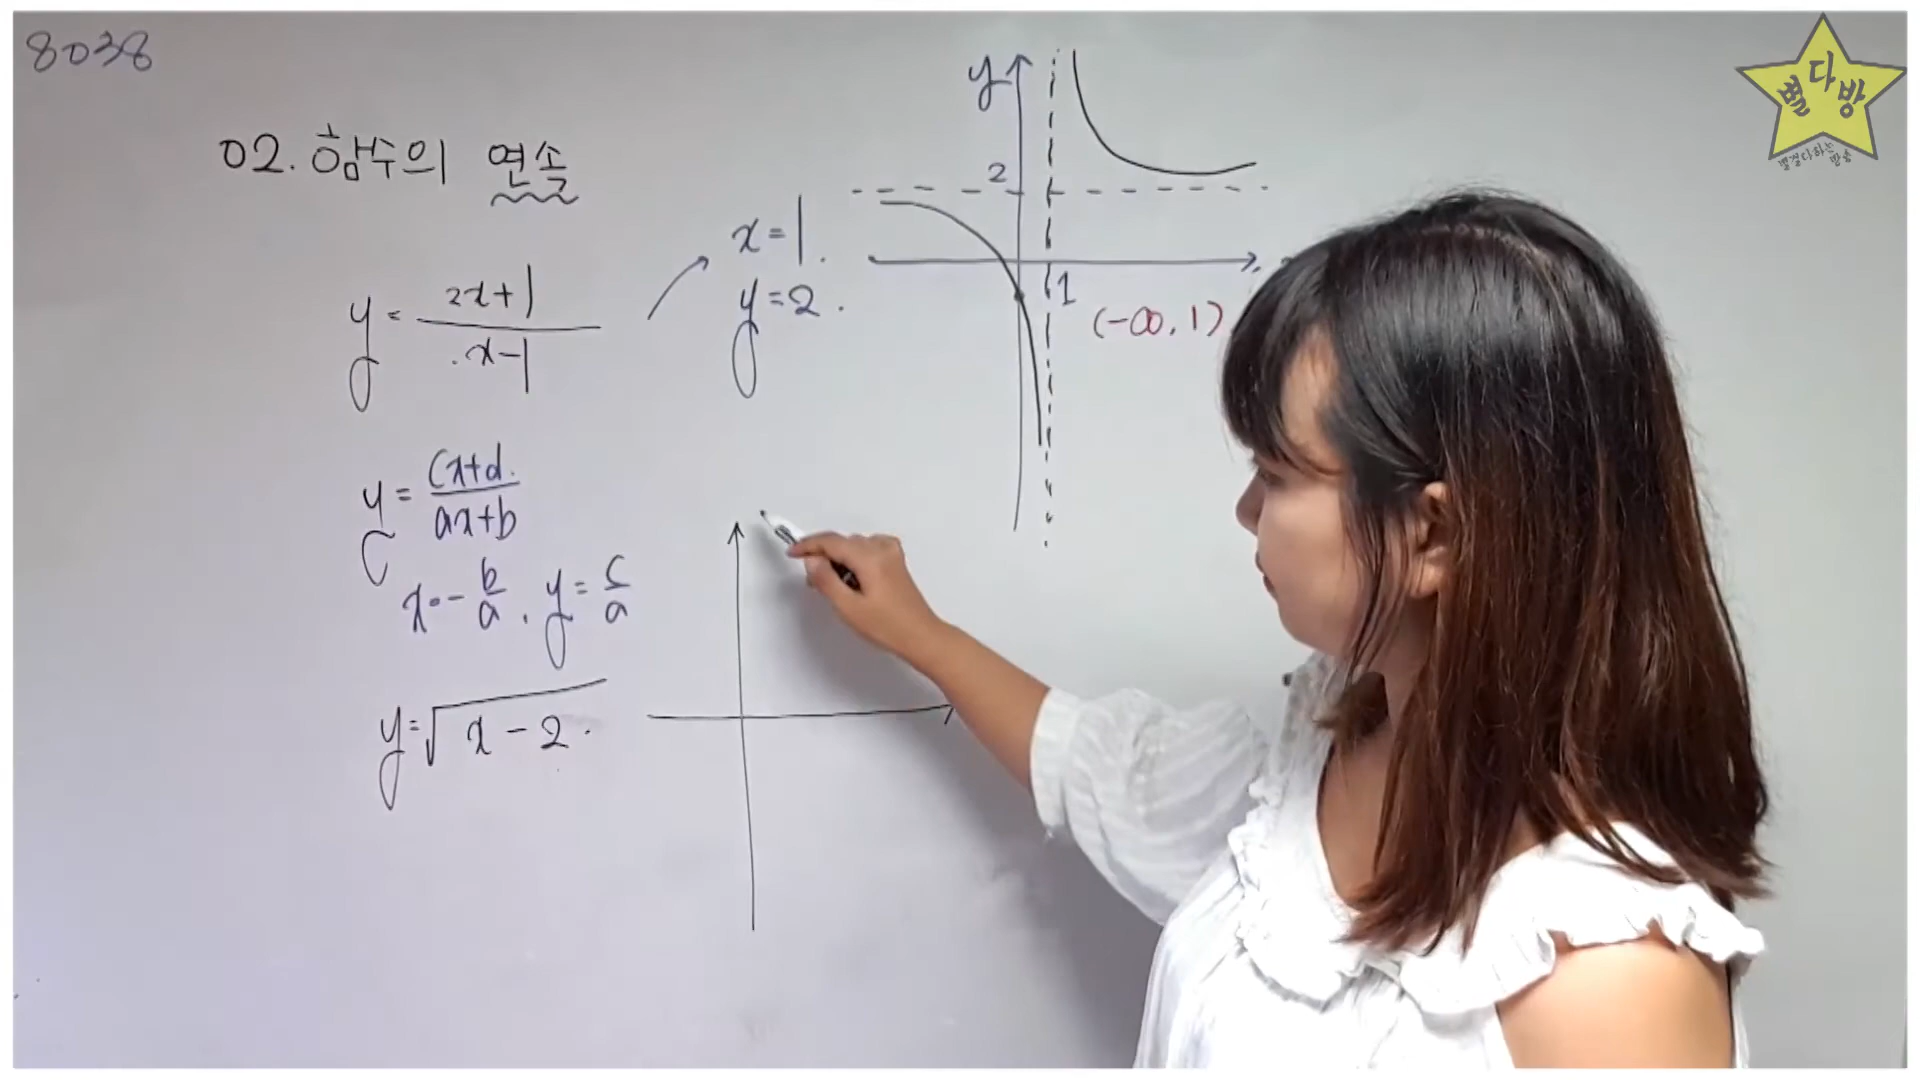 8038
02. 함수의 연속
y = 2x+1 / x-1
x=1.
y=2.
y = cx+d / ax+b
x=-b/a, y=c/a
y=√x-2.
y
2
1
(-∞, 1)
별다방